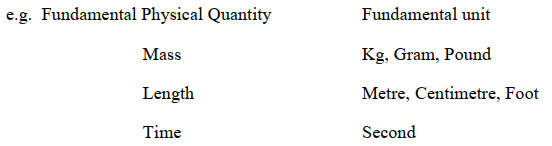 e.g. Fundamental Physical Quantity Fundamental unit
Mass Kg, Gram, Pound
Length Metre, Centimetre, Foot
Time Second